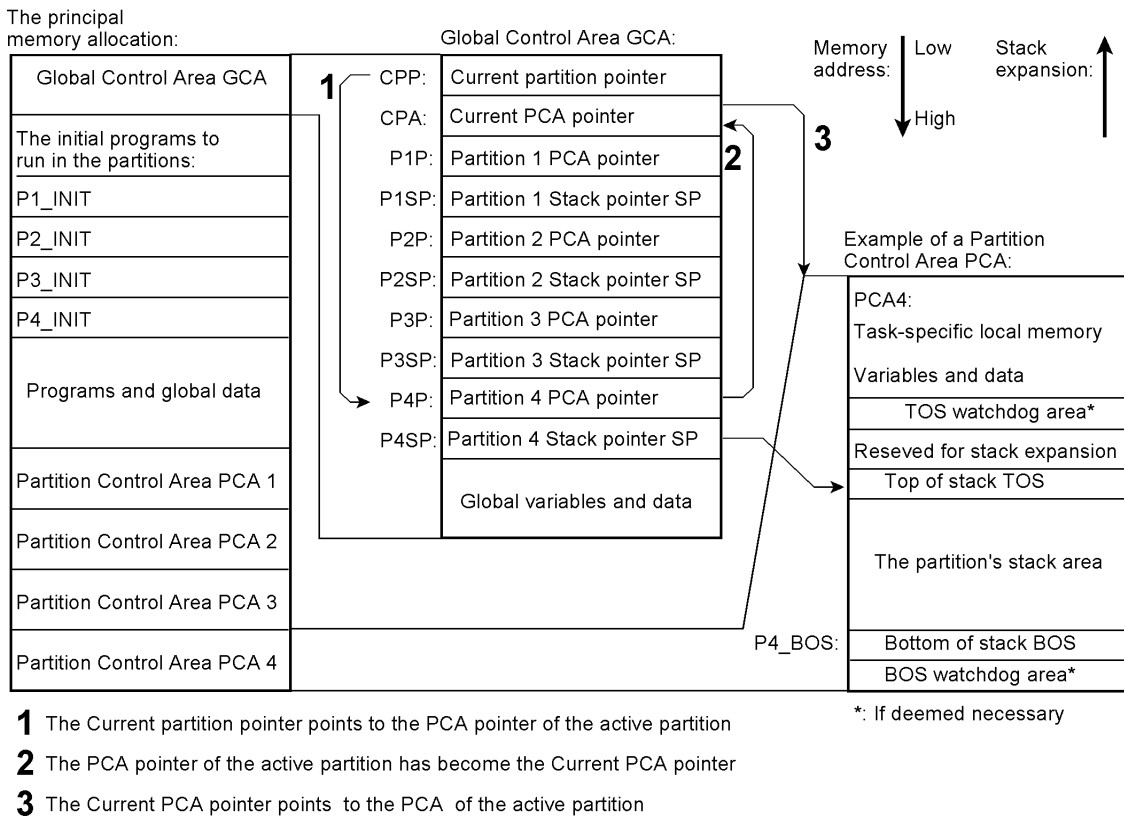 The principal
memory allocation:
Global Control Area GCA
The initial programs to
run in the partitions:
P1_INIT
P2_INIT
P3_INIT
P4_INIT
Programs and global data
Partition Control Area PCA 1
Partition Control Area PCA 2
Partition Control Area PCA 3
Partition Control Area PCA 4
Global Control Area GCA:
1
CPP: Current partition pointer
CPA: Current PCA pointer
P1P: Partition 1 PCA pointer
P1SP: Partition 1 Stack pointer SP
P2P: Partition 2 PCA pointer
P2SP: Partition 2 Stack pointer SP
P3P: Partition 3 PCA pointer
P3SP: Partition 3 Stack pointer SP
P4P: Partition 4 PCA pointer
P4SP: Partition 4 Stack pointer SP
Global variables and data
2
3
Memory
address:
Low
High
Stack
expansion:
Example of a Partition
Control Area PCA:
PCA4:
Task-specific local memory
Variables and data
TOS watchdog area*
Reseved for stack expansion
Top of stack TOS
The partition's stack area
P4_BOS: Bottom of stack BOS
BOS watchdog area*
*: If deemed necessary
1 The Current partition pointer points to the PCA pointer of the active partition
2 The PCA pointer of the active partition has become the Current PCA pointer
3 The Current PCA pointer points to the PCA of the active partition